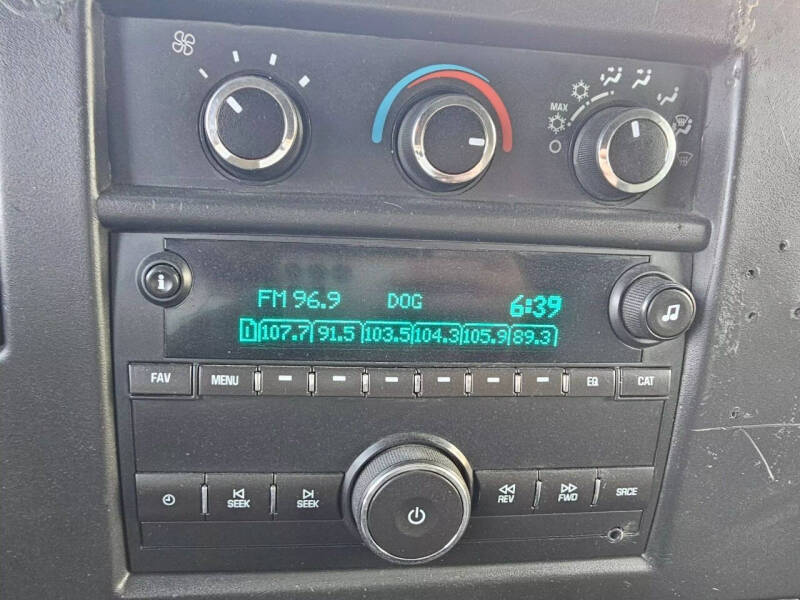 MAX
FM 96.9 DOG 6:39
1 107.7 91.5 103.5 104.3 105.9 89.3
FAV MENU EQ CAT
SEEK SEEK REV FWD SRCE